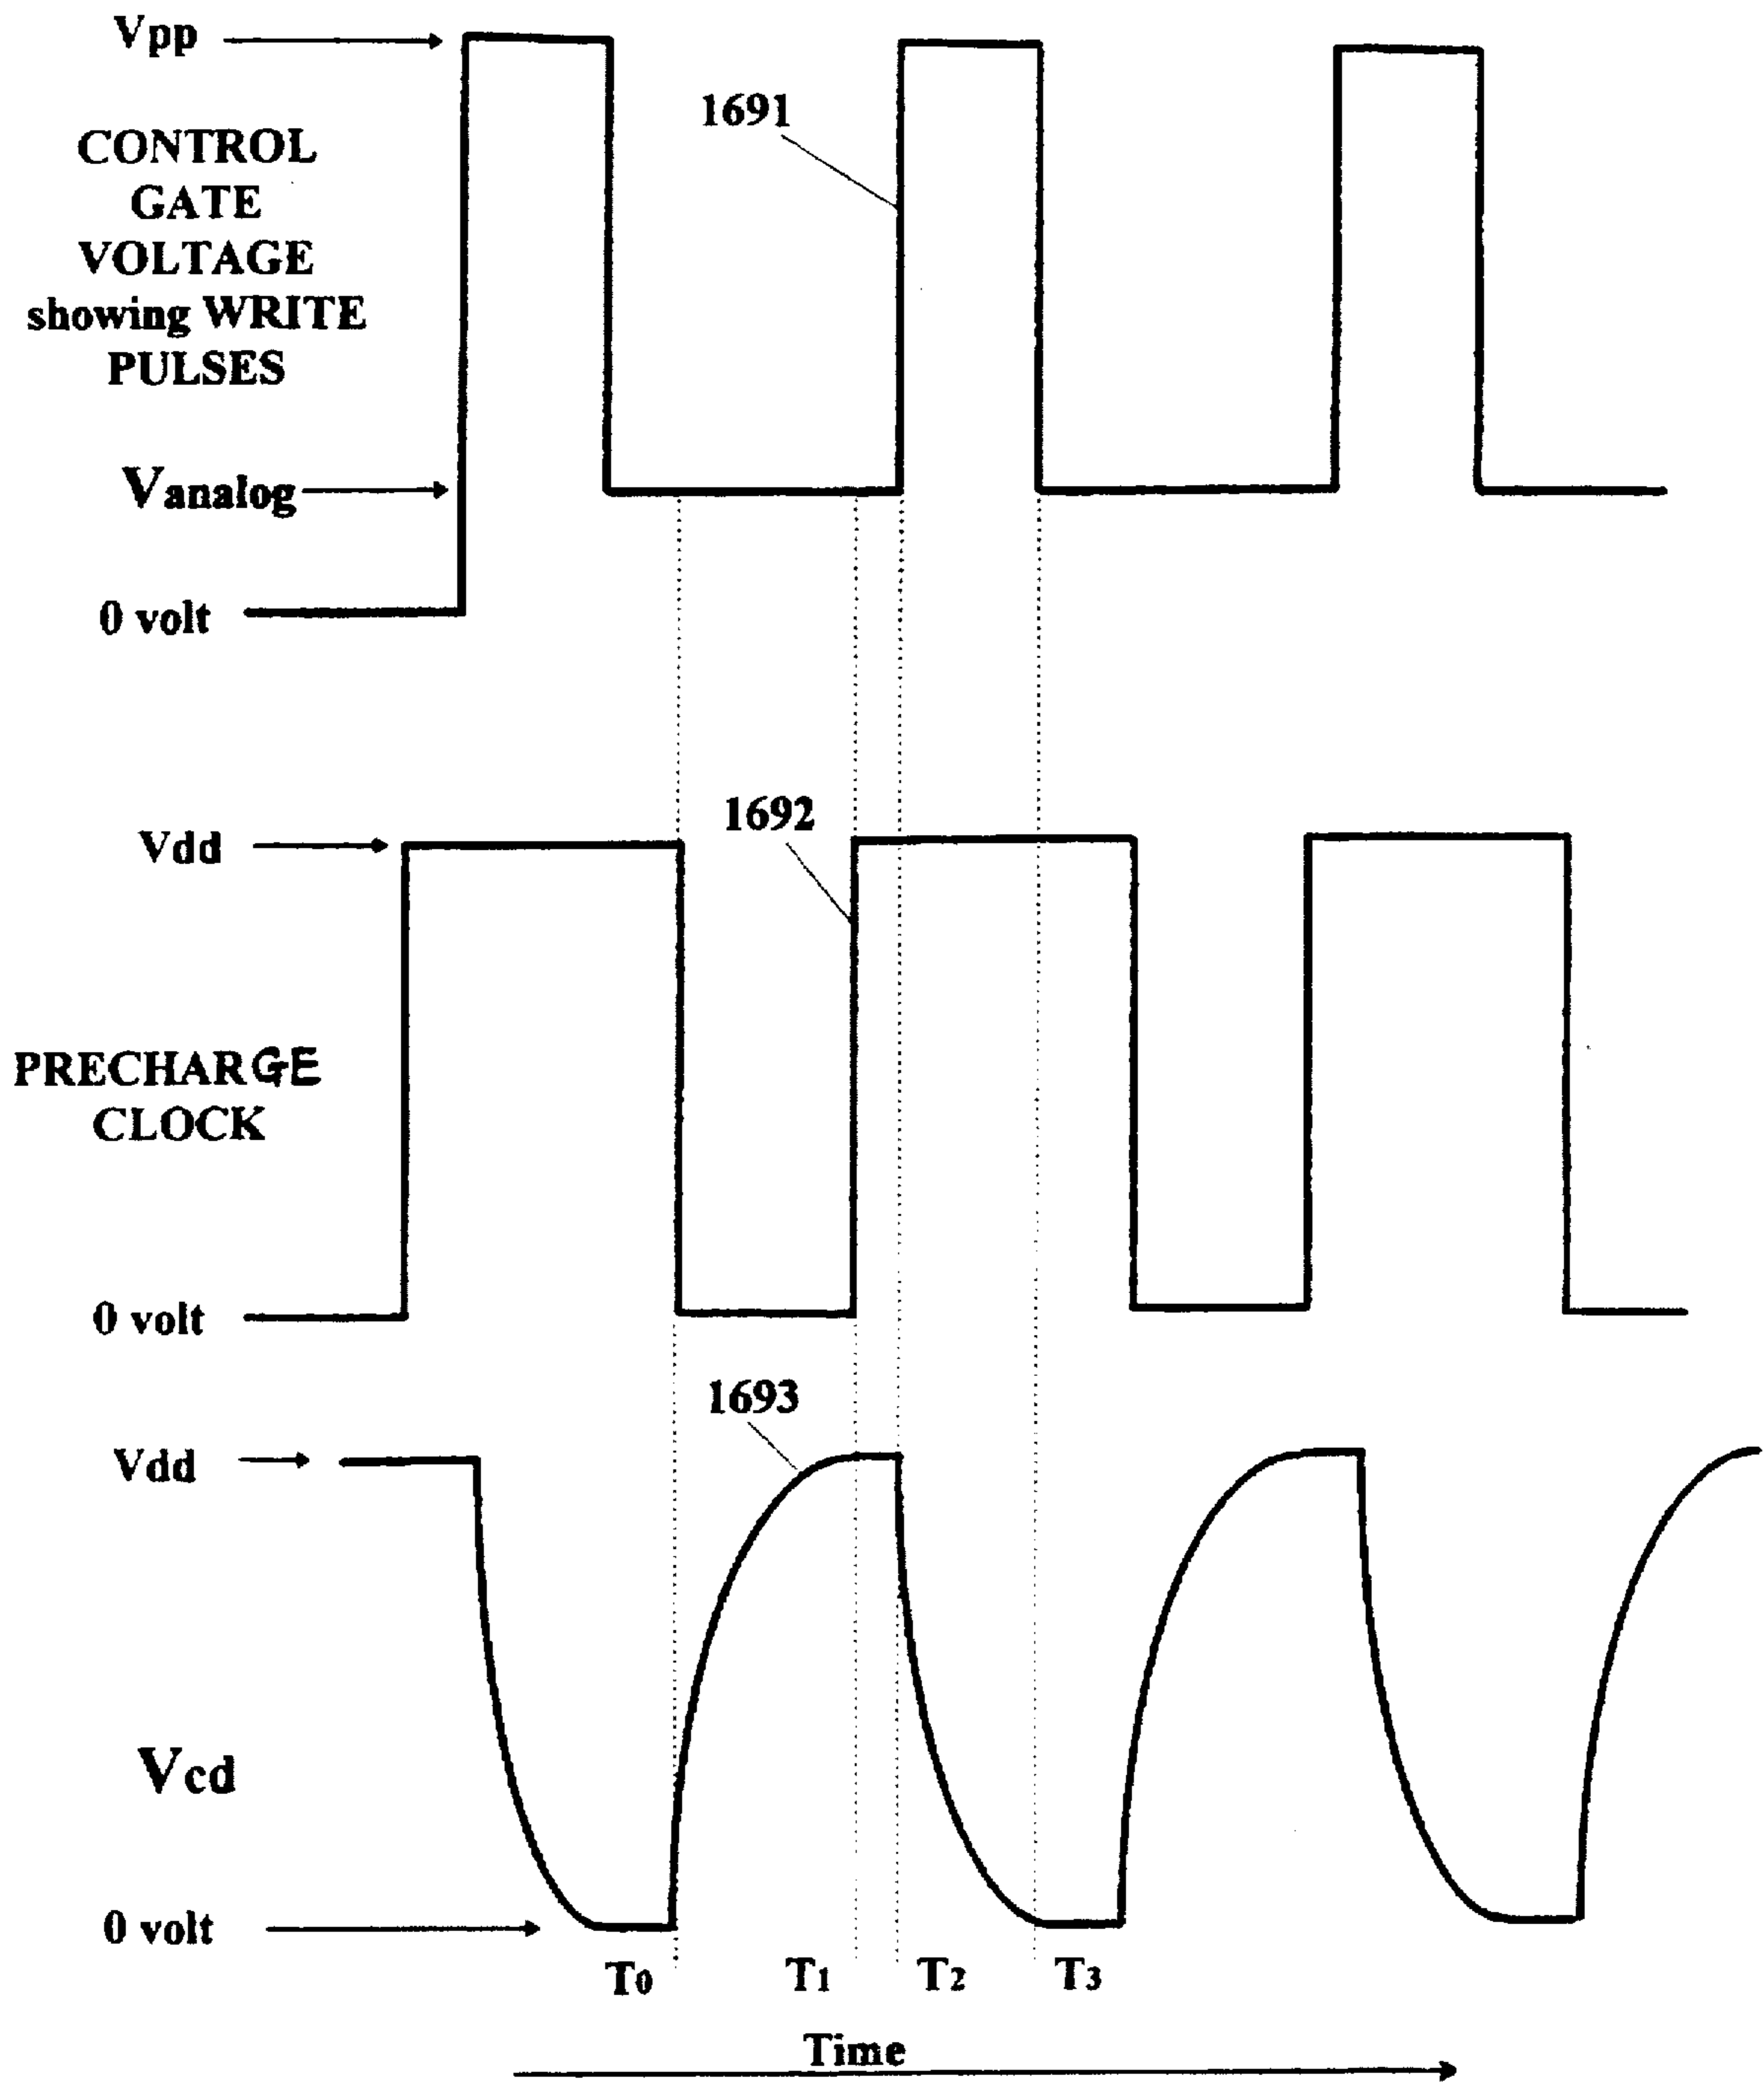 Vpp
1691
CONTROL
GATE
VOLTAGE
showing WRITE
PULSES
Vanalog
0 volt
1692
Vdd
PRECHARGE
CLOCK
0 volt
1693
Vdd
Vcd
0 volt
T0 T1 T2 T3
Time